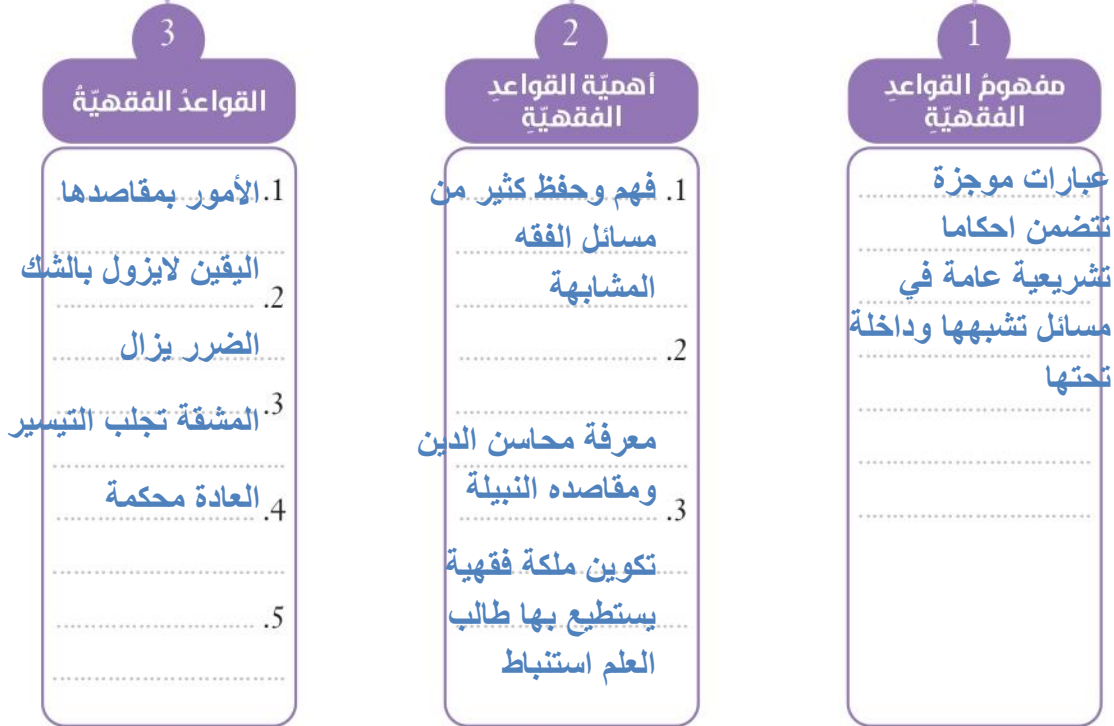 1
مفهومُ القواعدِ
الفقهيّةِ
عبارات موجزة
تتضمن احكاما
تشريعية عامة في
مسائل تشبهها وداخلة
تحتها
2
أهميّة القواعدِ
الفقهيّةِ
1. فهم وحفظ كثير من
مسائل الفقه
المشابهة
2.
معرفة محاسن الدين
ومقاصده النبيلة
3.
تكوين ملكة فقهية
يستطيع بها طالب
العلم استنباط
3
القواعدُ الفقهيّةُ
1. الأمور بمقاصدها
اليقين لايزول بالشك
2.
الضرر يزال
3.
المشقة تجلب التيسير
العادة محكمة
4.
5.